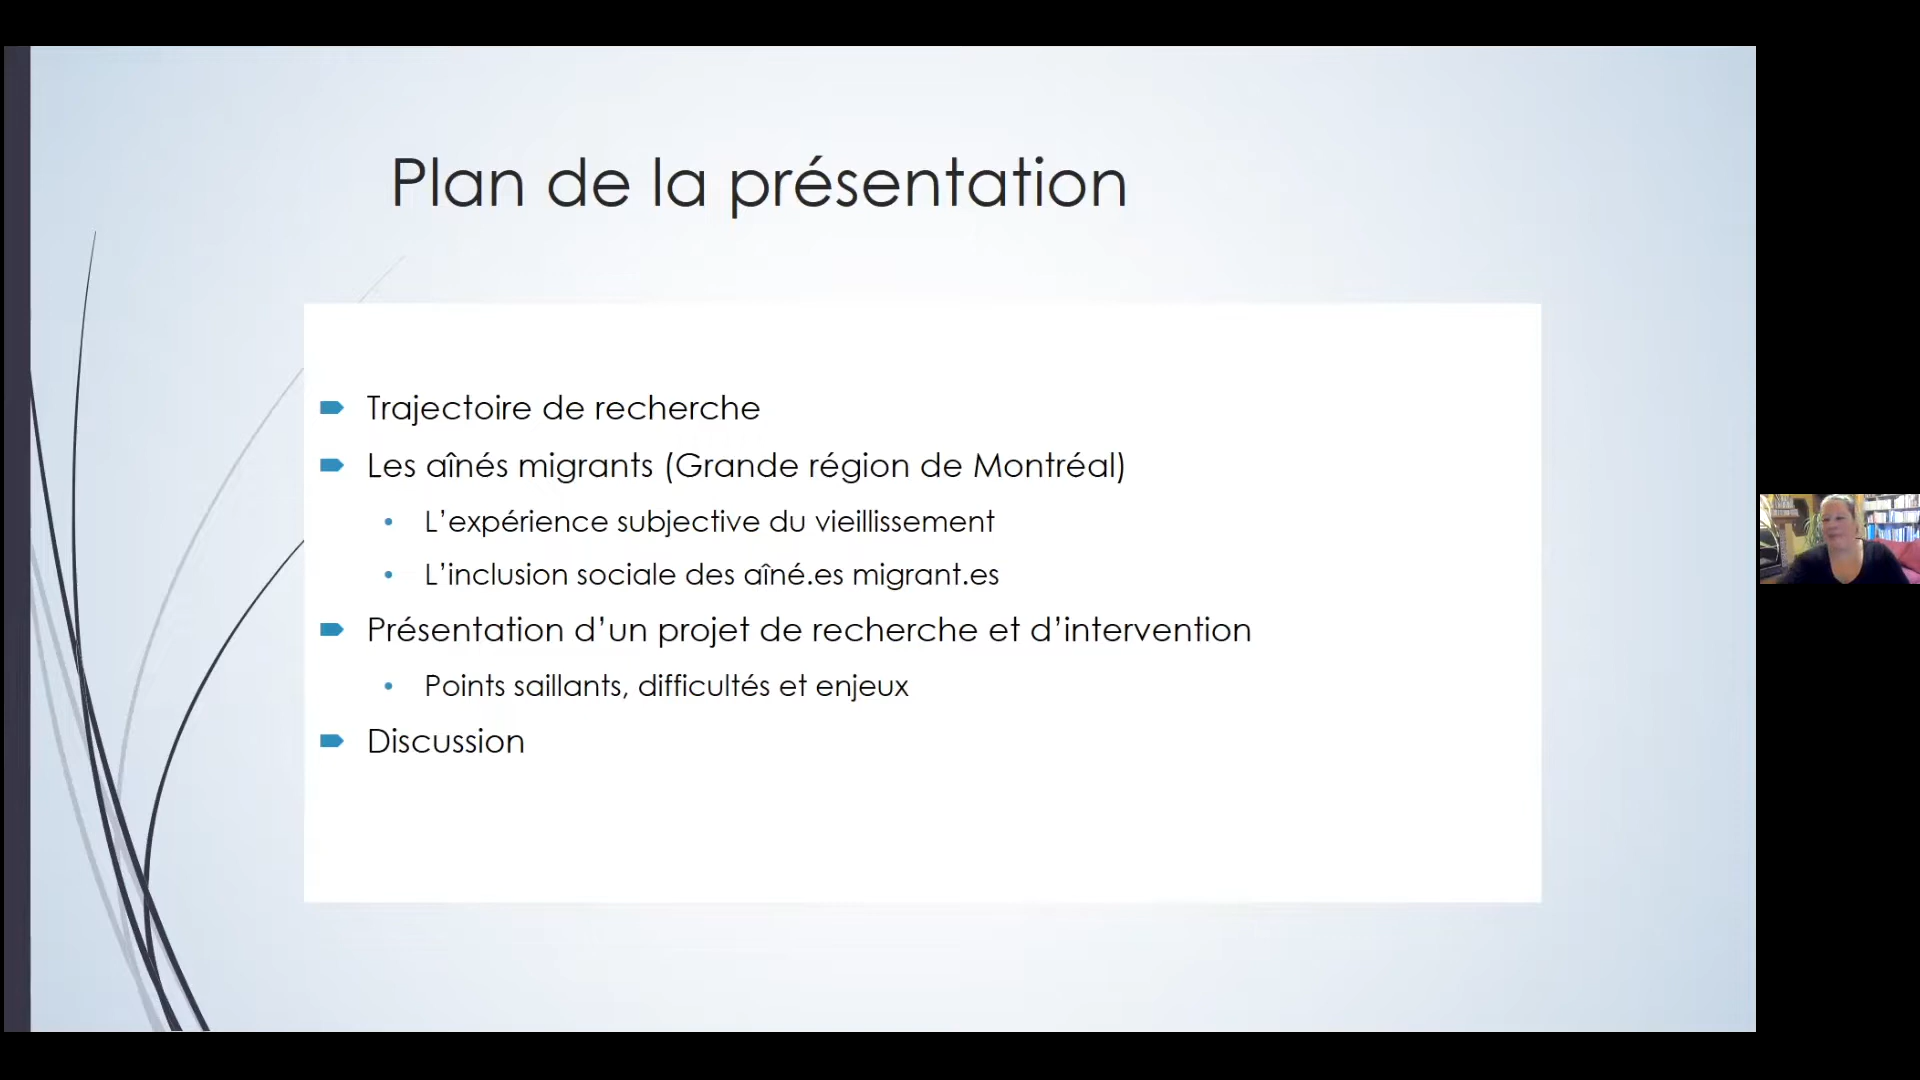 Plan de la présentation
Trajectoire de recherche
Les aînés migrants (Grande région de Montréal)
L’expérience subjective du vieillissement
L’inclusion sociale des aîné.es migrant.es
Présentation d’un projet de recherche et d’intervention
Points saillants, difficultés et enjeux
Discussion